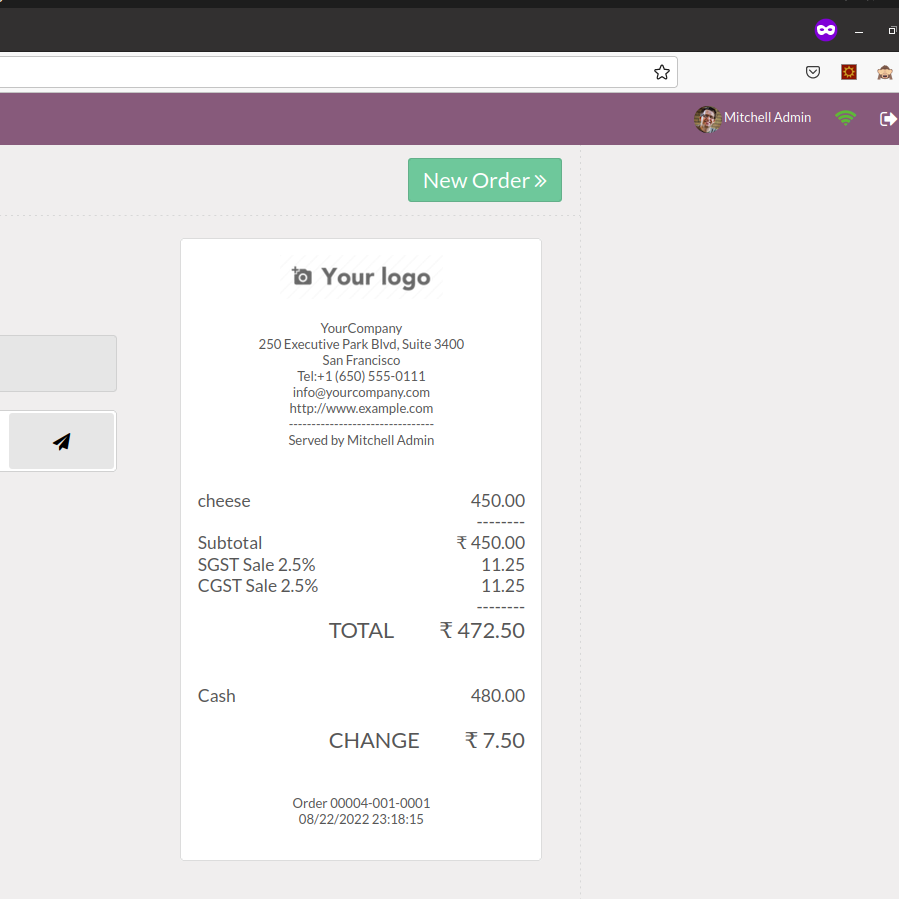 Mitchell Admin
New Order »
Your logo
YourCompany
250 Executive Park Blvd, Suite 3400
San Francisco
Tel:+1 (650) 555-0111
info@yourcompany.com
http://www.example.com
--------------------------------
Served by Mitchell Admin
cheese 450.00
--------
Subtotal ₹ 450.00
SGST Sale 2.5% 11.25
CGST Sale 2.5% 11.25
--------
TOTAL ₹ 472.50
Cash 480.00
CHANGE ₹ 7.50
Order 00004-001-0001
08/22/2022 23:18:15